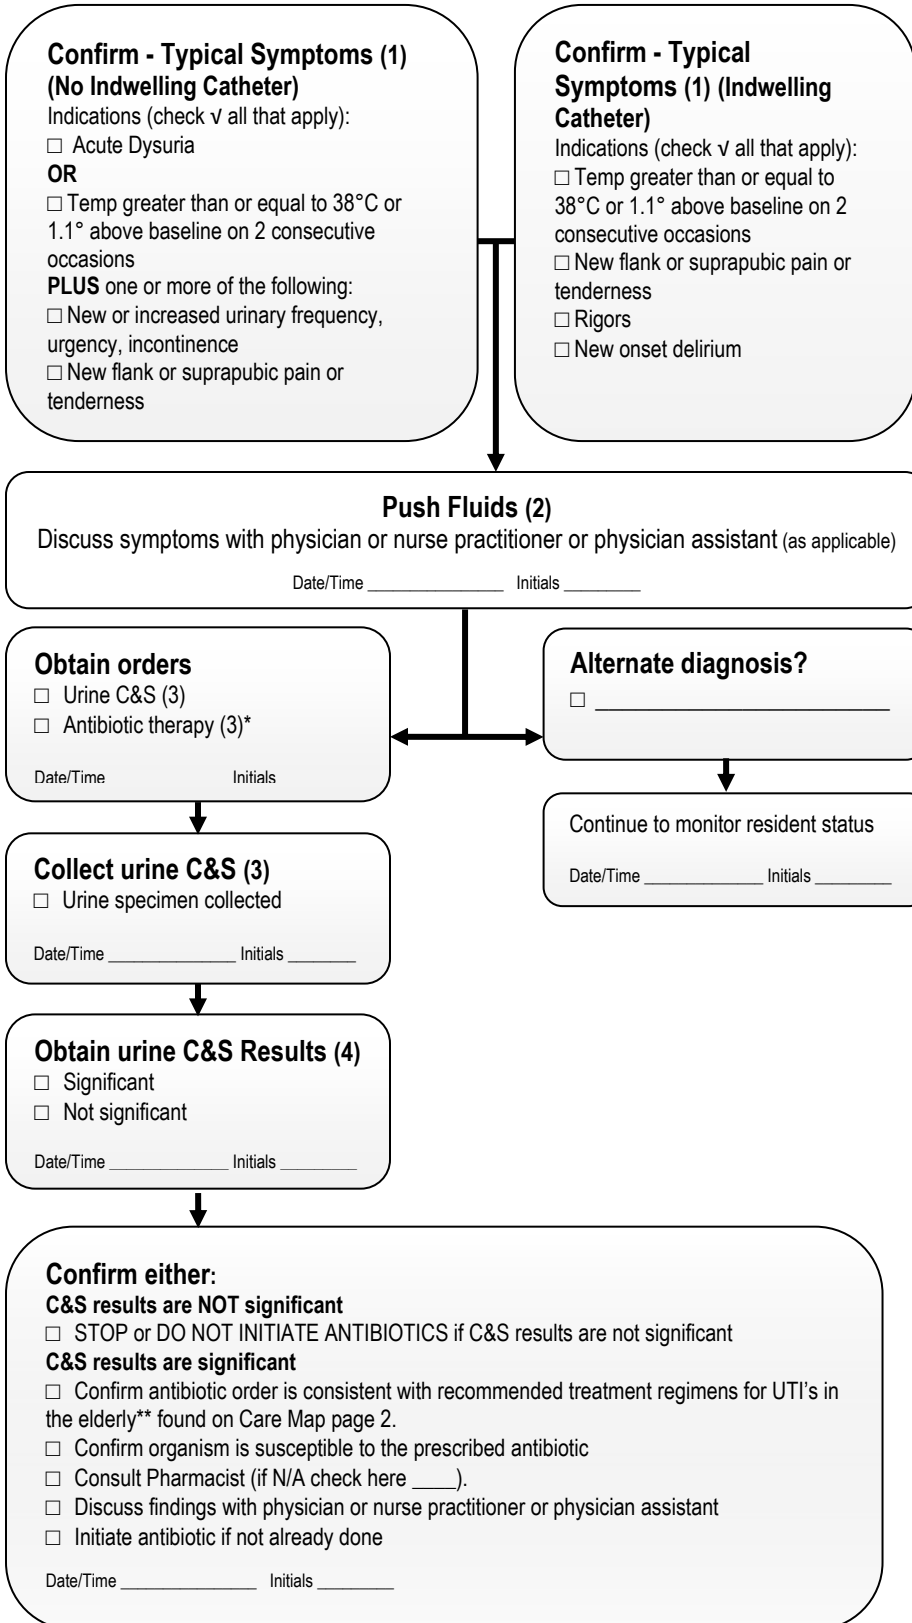 Confirm - Typical Symptoms (1)
(No Indwelling Catheter)
Indications (check √ all that apply):
□ Acute Dysuria
OR
□ Temp greater than or equal to 38°C or
1.1° above baseline on 2 consecutive
occasions
PLUS one or more of the following:
□ New or increased urinary frequency,
urgency, incontinence
□ New flank or suprapubic pain or
tenderness
Confirm - Typical
Symptoms (1) (Indwelling
Catheter)
Indications (check √ all that apply):
□ Temp greater than or equal to
38°C or 1.1° above baseline on 2
consecutive occasions
□ New flank or suprapubic pain or
tenderness
□ Rigors
□ New onset delirium
Push Fluids (2)
Discuss symptoms with physician or nurse practitioner or physician assistant (as applicable)
Date/Time ________________ Initials _________
Obtain orders
□ Urine C&S (3)
□ Antibiotic therapy (3)*
Date/Time Initials
Alternate diagnosis?
□ _________________________
Continue to monitor resident status
Date/Time ______________ Initials _________
Collect urine C&S (3)
□ Urine specimen collected
Date/Time _______________ Initials ________
Obtain urine C&S Results (4)
□ Significant
□ Not significant
Date/Time ______________ Initials _________
Confirm either:
C&S results are NOT significant
□ STOP or DO NOT INITIATE ANTIBIOTICS if C&S results are not significant
C&S results are significant
□ Confirm antibiotic order is consistent with recommended treatment regimens for UTI's in
the elderly** found on Care Map page 2.
□ Confirm organism is susceptible to the prescribed antibiotic
□ Consult Pharmacist (if N/A check here ____).
□ Discuss findings with physician or nurse practitioner or physician assistant
□ Initiate antibiotic if not already done
Date/Time ________________ Initials _________